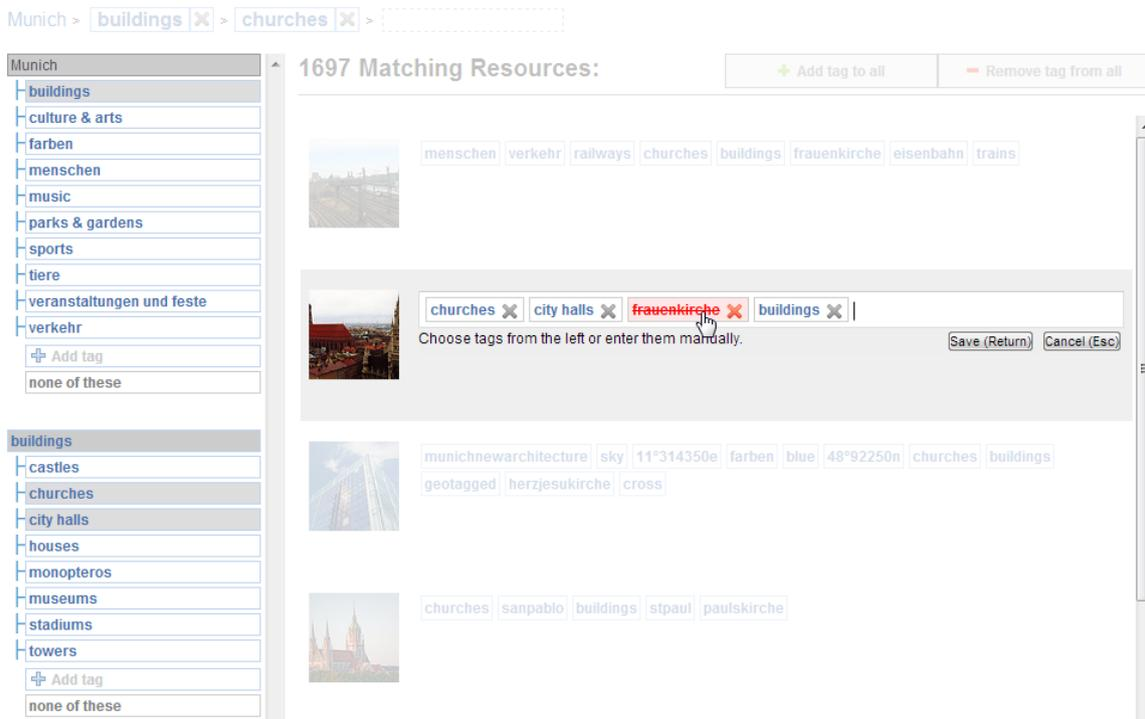 Munich > buildings > churches >
Munich
buildings
culture & arts
farben
menschen
music
parks & gardens
sports
tiere
veranstaltungen und feste
verkehr
Add tag
none of these
buildings
castles
churches
city halls
houses
monopteros
museums
stadiums
towers
Add tag
none of these
1697 Matching Resources:
Add tag to all
Remove tag from all
menschen verkehr railways churches buildings frauenkirche eisenbahn trains
churches city halls frauenkirche buildings
Choose tags from the left or enter them manually.
Save (Return) Cancel (Esc)
munichnewarchitecture sky 11°314350e farben blue 48°92250n churches buildings
geotagged herzjesukirche cross
churches sanpablo buildings stpaul paulskirche